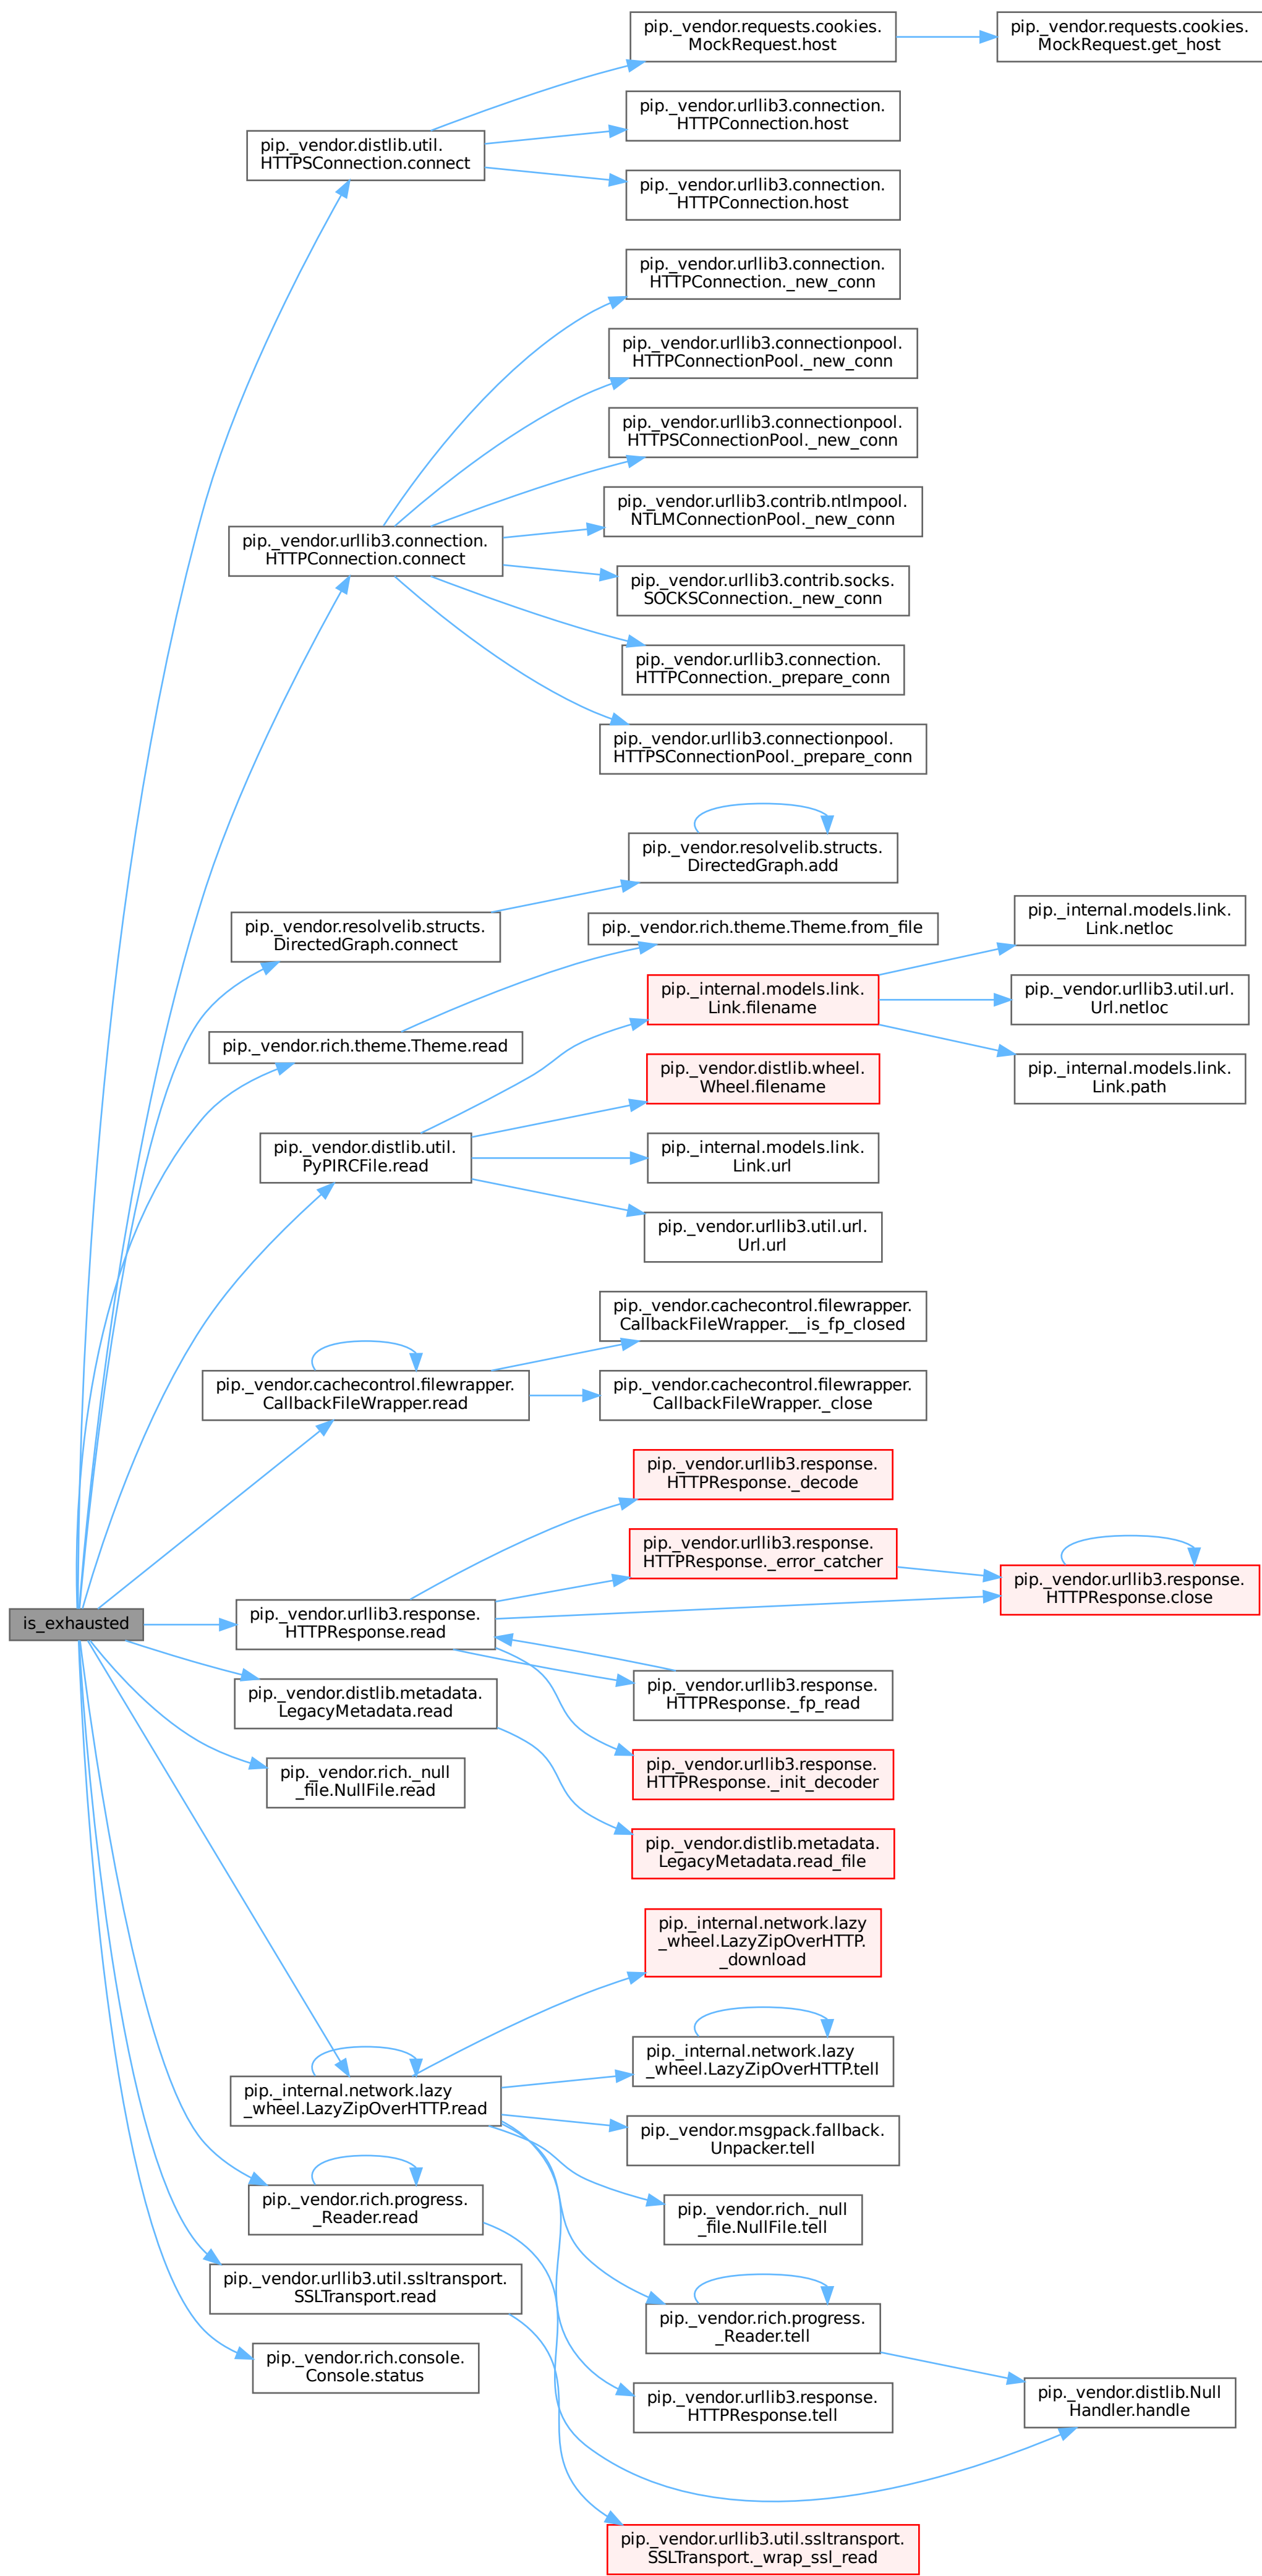 pip._vendor.requests.cookies.
MockRequest.host
pip._vendor.requests.cookies.
MockRequest.get_host
pip._vendor.urllib3.connection.
HTTPConnection.host
pip._vendor.distlib.util.
HTTPSConnection.connect
pip._vendor.urllib3.connection.
HTTPConnection.host
pip._vendor.urllib3.connection.
HTTPConnection._new_conn
pip._vendor.urllib3.connectionpool.
HTTPConnectionPool._new_conn
pip._vendor.urllib3.connectionpool.
HTTPSConnectionPool._new_conn
pip._vendor.urllib3.contrib.ntlmpool.
NTLMConnectionPool._new_conn
pip._vendor.urllib3.connection.
HTTPConnection.connect
pip._vendor.urllib3.contrib.socks.
SOCKSConnection._new_conn
pip._vendor.urllib3.connection.
HTTPConnection._prepare_conn
pip._vendor.urllib3.connectionpool.
HTTPSConnectionPool._prepare_conn
pip._vendor.resolvelib.structs.
DirectedGraph.add
pip._vendor.resolvelib.structs.
DirectedGraph.connect
pip._vendor.rich.theme.Theme.from_file
pip._internal.models.link.
Link.netloc
pip._internal.models.link.
Link.filename
pip._vendor.urllib3.util.url.
Url.netloc
pip._vendor.rich.theme.Theme.read
pip._vendor.distlib.wheel.
Wheel.filename
pip._internal.models.link.
Link.path
pip._vendor.distlib.util.
PyPIRCFile.read
pip._internal.models.link.
Link.url
pip._vendor.urllib3.util.url.
Url.url
pip._vendor.cachecontrol.filewrapper.
CallbackFileWrapper.__is_fp_closed
pip._vendor.cachecontrol.filewrapper.
CallbackFileWrapper.read
pip._vendor.cachecontrol.filewrapper.
CallbackFileWrapper._close
pip._vendor.urllib3.response.
HTTPResponse._decode
pip._vendor.urllib3.response.
HTTPResponse._error_catcher
pip._vendor.urllib3.response.
HTTPResponse.close
is_exhausted
pip._vendor.urllib3.response.
HTTPResponse.read
pip._vendor.urllib3.response.
HTTPResponse._fp_read
pip._vendor.distlib.metadata.
LegacyMetadata.read
pip._vendor.urllib3.response.
HTTPResponse._init_decoder
pip._vendor.rich._null
_file.NullFile.read
pip._vendor.distlib.metadata.
LegacyMetadata.read_file
pip._internal.network.lazy
_wheel.LazyZipOverHTTP.
_download
pip._internal.network.lazy
_wheel.LazyZipOverHTTP.tell
pip._internal.network.lazy
_wheel.LazyZipOverHTTP.read
pip._vendor.msgpack.fallback.
Unpacker.tell
pip._vendor.rich.progress.
_Reader.read
pip._vendor.rich._null
_file.NullFile.tell
pip._vendor.urllib3.util.ssltransport.
SSLTransport.read
pip._vendor.rich.progress.
_Reader.tell
pip._vendor.rich.console.
Console.status
pip._vendor.urllib3.response.
HTTPResponse.tell
pip._vendor.distlib.Null
Handler.handle
pip._vendor.urllib3.util.ssltransport.
SSLTransport._wrap_ssl_read